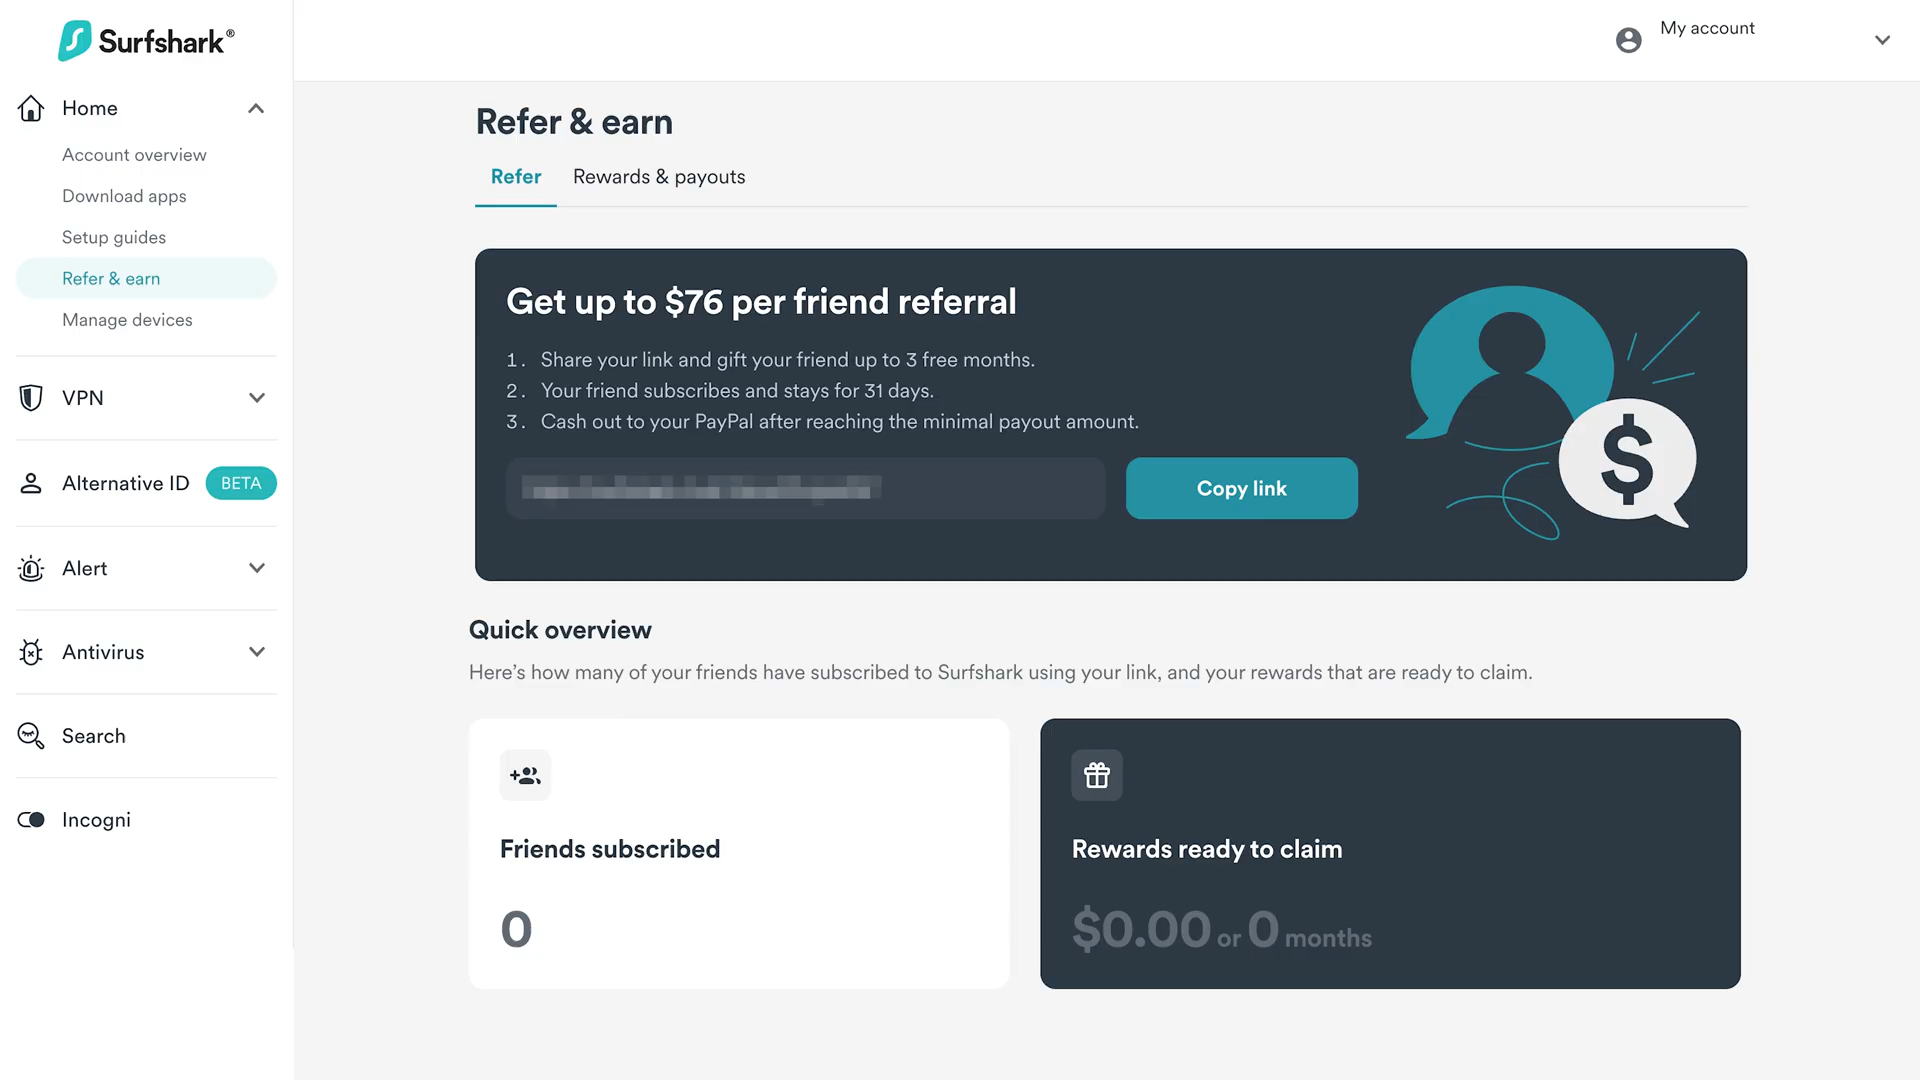 Surfshark®
My account
Home
Account overview
Download apps
Setup guides
Refer & earn
Manage devices
VPN
Alternative ID BETA
Alert
Antivirus
Search
Incogni
Refer & earn
Refer Rewards & payouts
Get up to $76 per friend referral
1. Share your link and gift your friend up to 3 free months.
2. Your friend subscribes and stays for 31 days.
3. Cash out to your PayPal after reaching the minimal payout amount.
Copy link
$
Quick overview
Here’s how many of your friends have subscribed to Surfshark using your link, and your rewards that are ready to claim.
Friends subscribed
0
Rewards ready to claim
$0.00 or 0 months